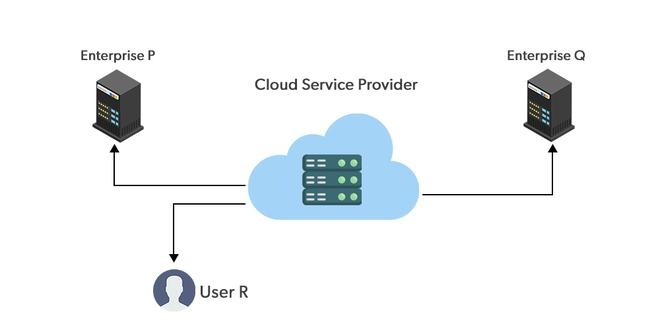 Enterprise P
Enterprise Q
Cloud Service Provider
User R